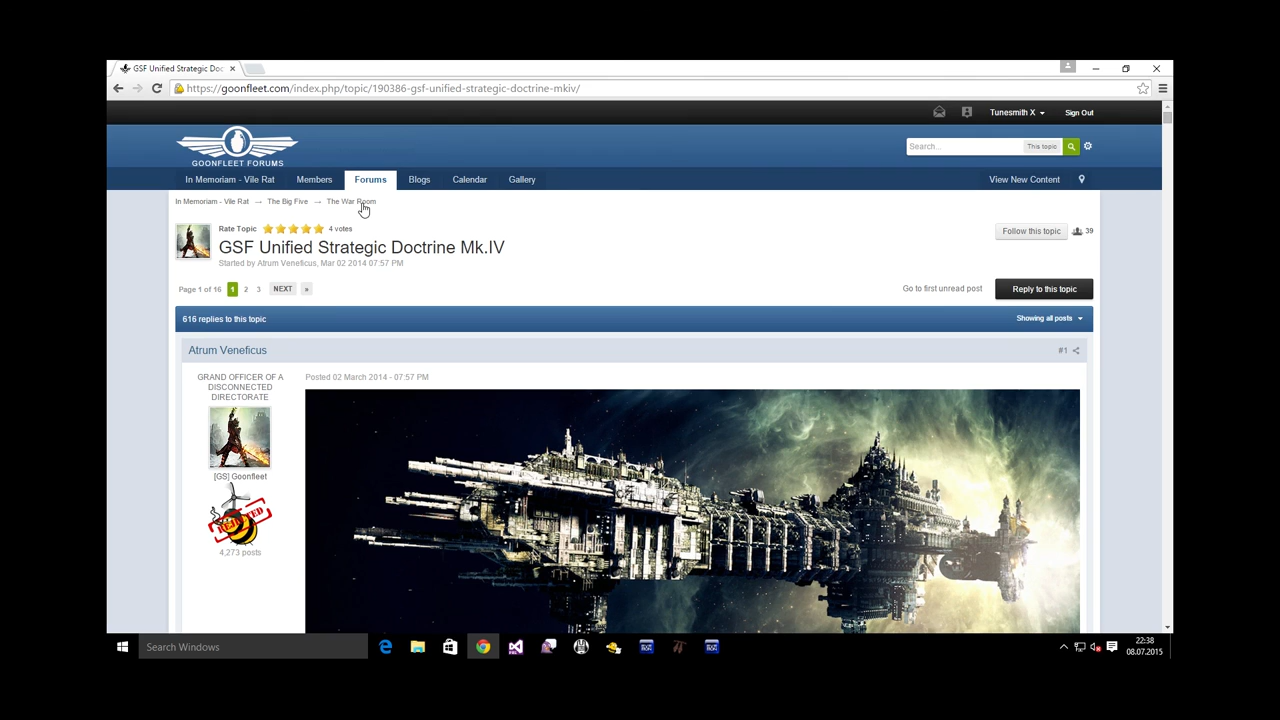 GSF Unified Strategic Doc
https://goonfleet.com/index.php/topic/190386-gsf-unified-strategic-doctrine-mkiv/
Tunesmith X
Sign Out
GOONFLEET FORUMS
Search...
This topic
In Memoriam - Vile Rat
Members
Forums
Blogs
Calendar
Gallery
View New Content
In Memoriam - Vile Rat → The Big Five → The War Room
Rate Topic
4 votes
GSF Unified Strategic Doctrine Mk.IV
Started by Atrum Veneficus, Mar 02 2014 07:57 PM
Follow this topic
39
Page 1 of 16
1
2
3
NEXT
»
Go to first unread post
Reply to this topic
616 replies to this topic
Showing all posts
Atrum Veneficus
#1
GRAND OFFICER OF A
DISCONNECTED
DIRECTORATE
Posted 02 March 2014 - 07:57 PM
[GS] Goonfleet
4,273 posts
Search Windows
22:38
08.07.2015